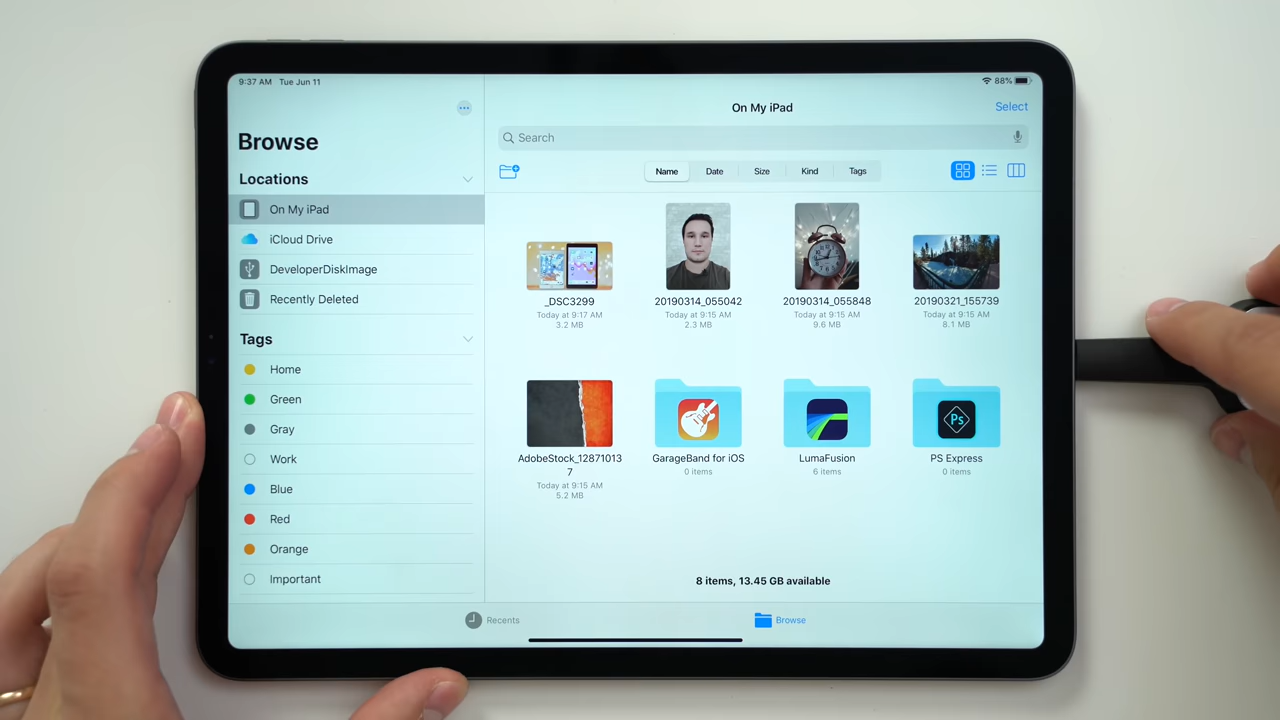 9:37 AM Tue Jun 11
88%
Browse
Locations
On My iPad
iCloud Drive
DeveloperDiskImage
Recently Deleted
Tags
Home
Green
Gray
Work
Blue
Red
Orange
Important
On My iPad
Select
Search
Name Date Size Kind Tags
_DSC3299
Today at 9:17 AM
3.2 MB
20190314_055042
Today at 9:15 AM
2.3 MB
20190314_055848
Today at 9:15 AM
9.6 MB
20190321_155739
Today at 9:15 AM
8.1 MB
AdobeStock_12871013
7
Today at 9:15 AM
5.2 MB
GarageBand for iOS
0 items
LumaFusion
6 items
Ps
PS Express
0 items
8 items, 13.45 GB available
Recents
Browse